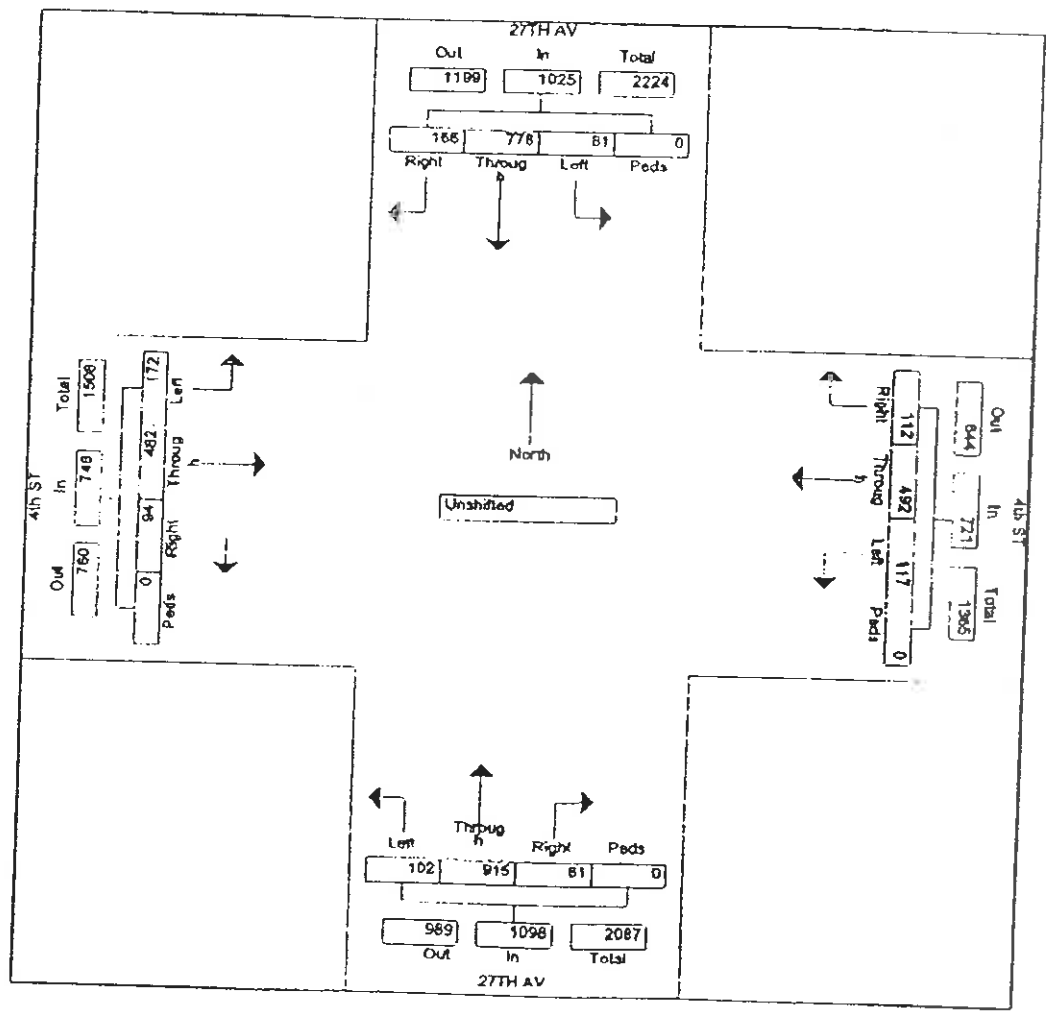 27TH AV
Out In Total
1199 1025 2224
166 778 81 0
Right Throug
h Left Peds
4th ST
Total In Out
1508 748 760
172 482 94 0
Left Throug
h Right Peds
North
Unshifted
Right Throug
h Left Peds
112 492 117 0
Out In Total
644 721 1365
4th ST
Left Throug
h Right Peds
102 915 81 0
989 1098 2087
Out In Total
27TH AV